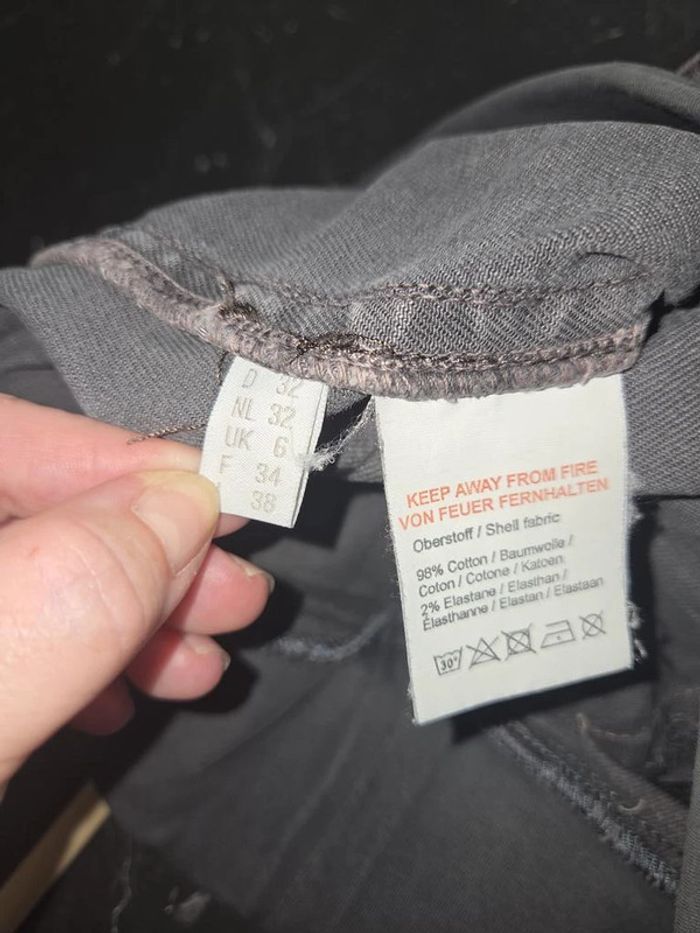 D 32
NL 32
UK 6
F 34
38
KEEP AWAY FROM FIRE
VON FEUER FERNHALTEN
Oberstoff / Shell fabric
98% Cotton / Baumwolle /
Coton / Cotone / Katoen
2% Elastane / Elasthan /
Élasthanne / Elastan / Elastaan
30°